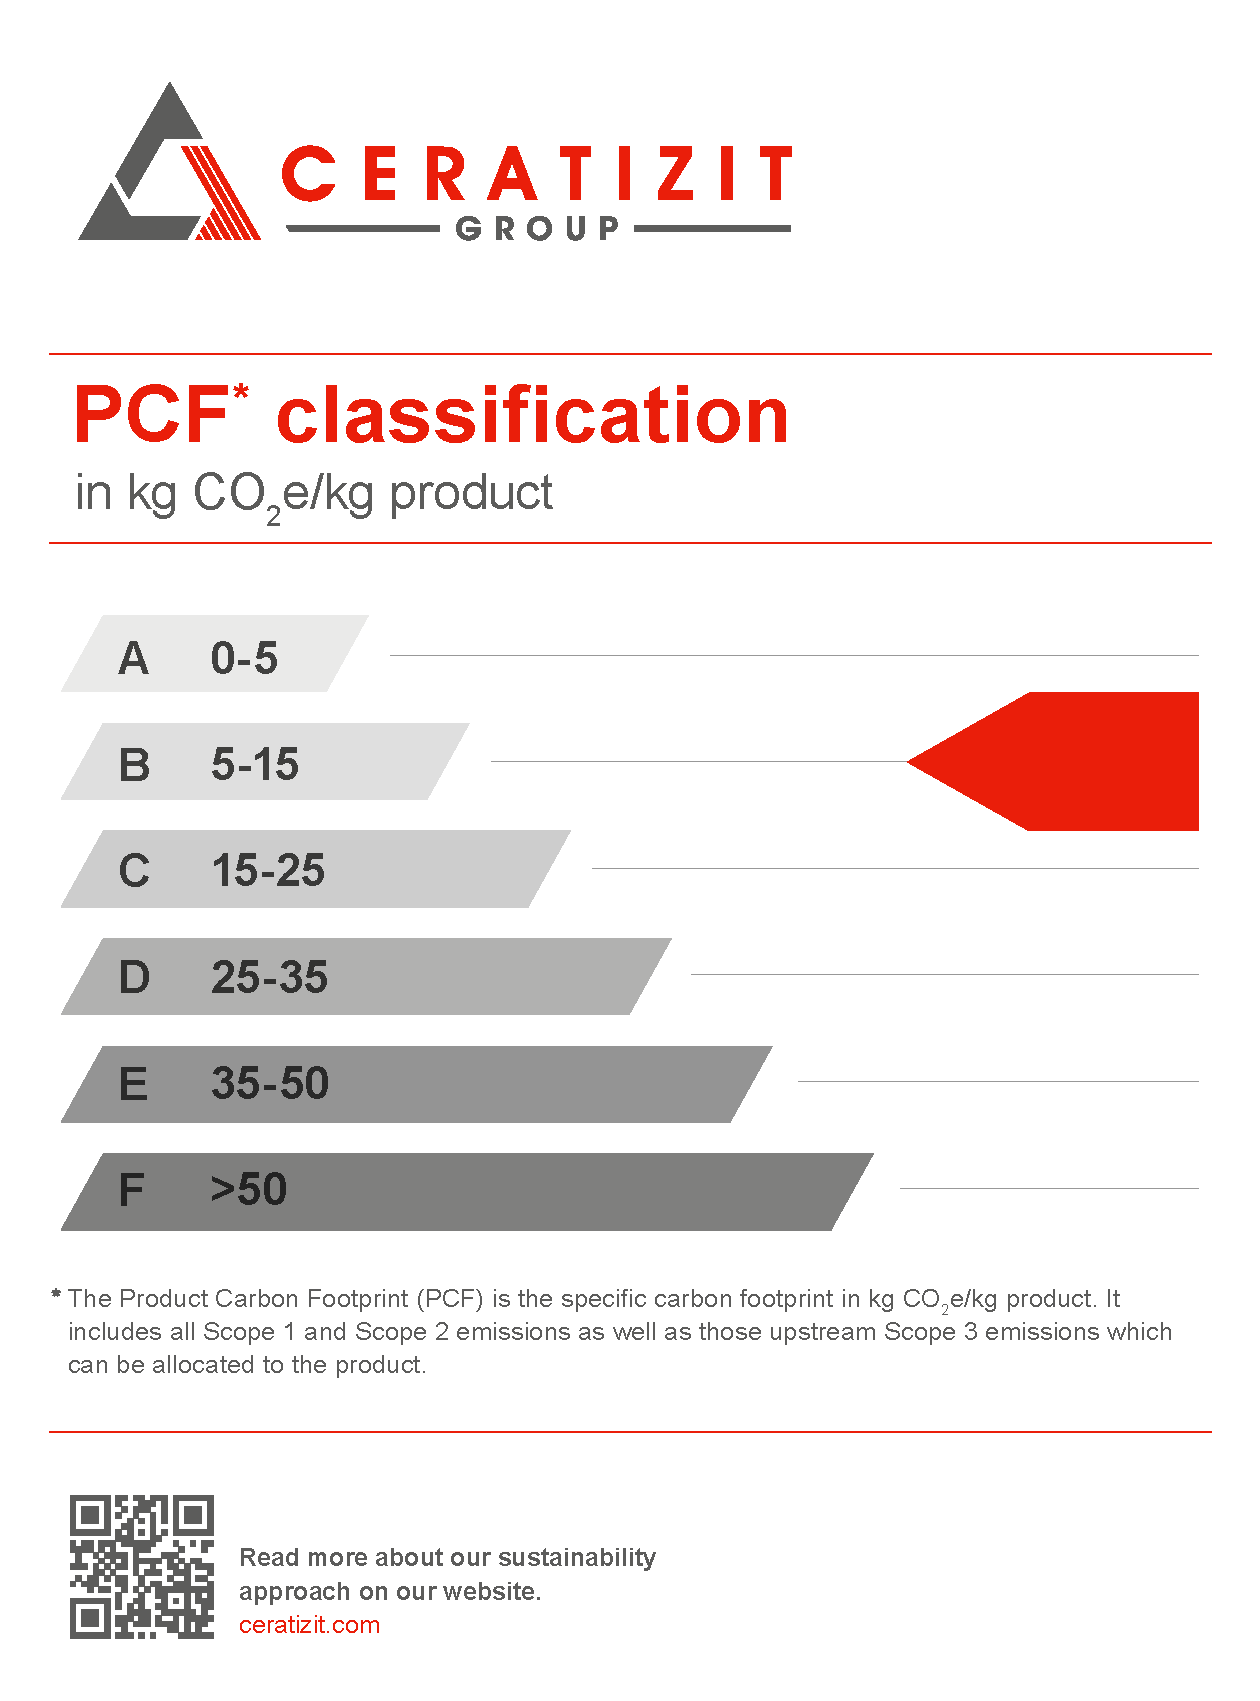 CERATIZIT
GROUP
PCF* classification
in kg CO₂e/kg product
A 0-5
B 5-15
C 15-25
D 25-35
E 35-50
F >50
* The Product Carbon Footprint (PCF) is the specific carbon footprint in kg CO₂e/kg product. It
includes all Scope 1 and Scope 2 emissions as well as those upstream Scope 3 emissions which
can be allocated to the product.
Read more about our sustainability
approach on our website.
ceratizit.com